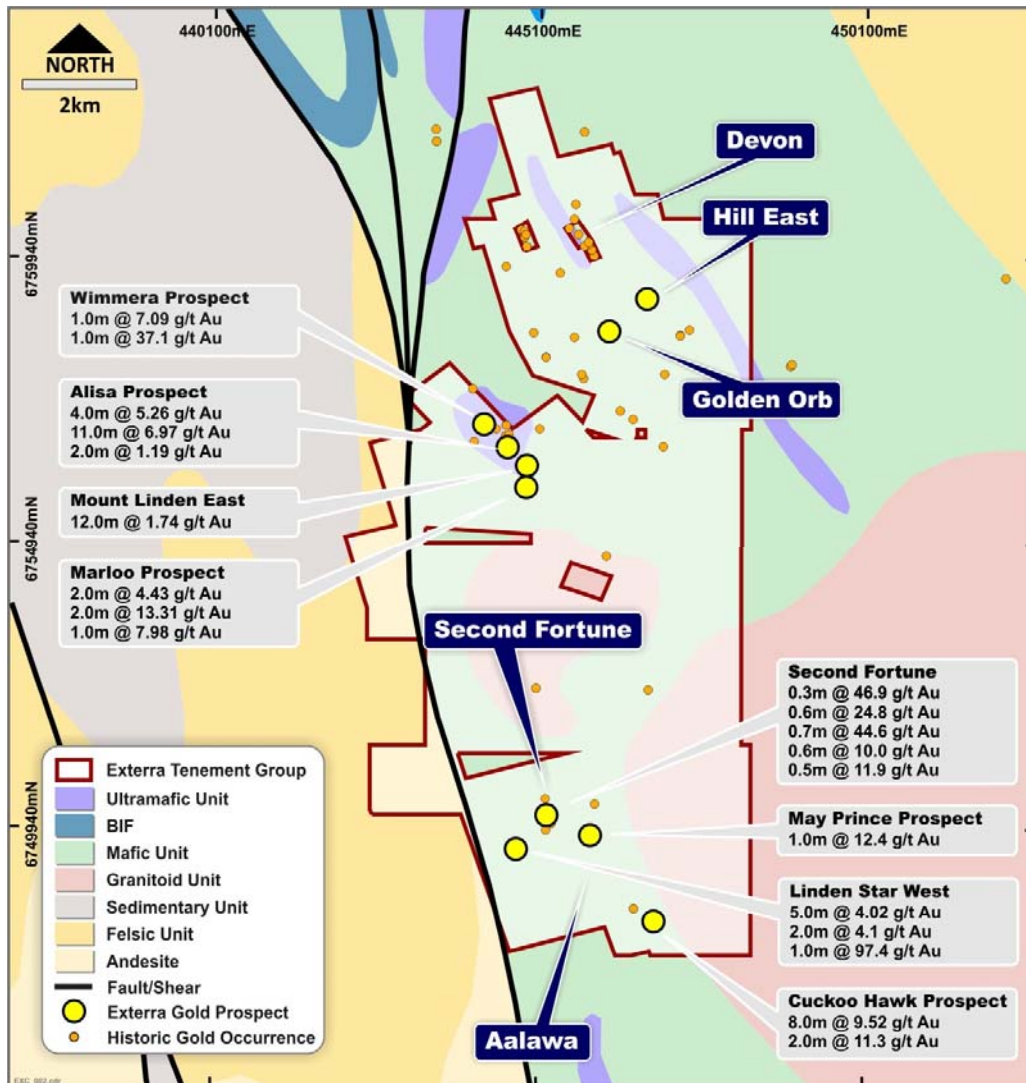 440100mE
445100mE
450100mE
NORTH
2km
6759940mN
6754940mN
6749940mN
Devon
Hill East
Golden Orb
Wimmera Prospect
1.0m @ 7.09 g/t Au
1.0m @ 37.1 g/t Au
Alisa Prospect
4.0m @ 5.26 g/t Au
11.0m @ 6.97 g/t Au
2.0m @ 1.19 g/t Au
Mount Linden East
12.0m @ 1.74 g/t Au
Marloo Prospect
2.0m @ 4.43 g/t Au
2.0m @ 13.31 g/t Au
1.0m @ 7.98 g/t Au
Second Fortune
Second Fortune
0.3m @ 46.9 g/t Au
0.6m @ 24.8 g/t Au
0.7m @ 44.6 g/t Au
0.6m @ 10.0 g/t Au
0.5m @ 11.9 g/t Au
May Prince Prospect
1.0m @ 12.4 g/t Au
Linden Star West
5.0m @ 4.02 g/t Au
2.0m @ 4.1 g/t Au
1.0m @ 97.4 g/t Au
Cuckoo Hawk Prospect
8.0m @ 9.52 g/t Au
2.0m @ 11.3 g/t Au
Aalawa
Exterra Tenement Group
Ultramafic Unit
BIF
Mafic Unit
Granitoid Unit
Sedimentary Unit
Felsic Unit
Andesite
Fault/Shear
Exterra Gold Prospect
Historic Gold Occurrence
EXC_002.cdr